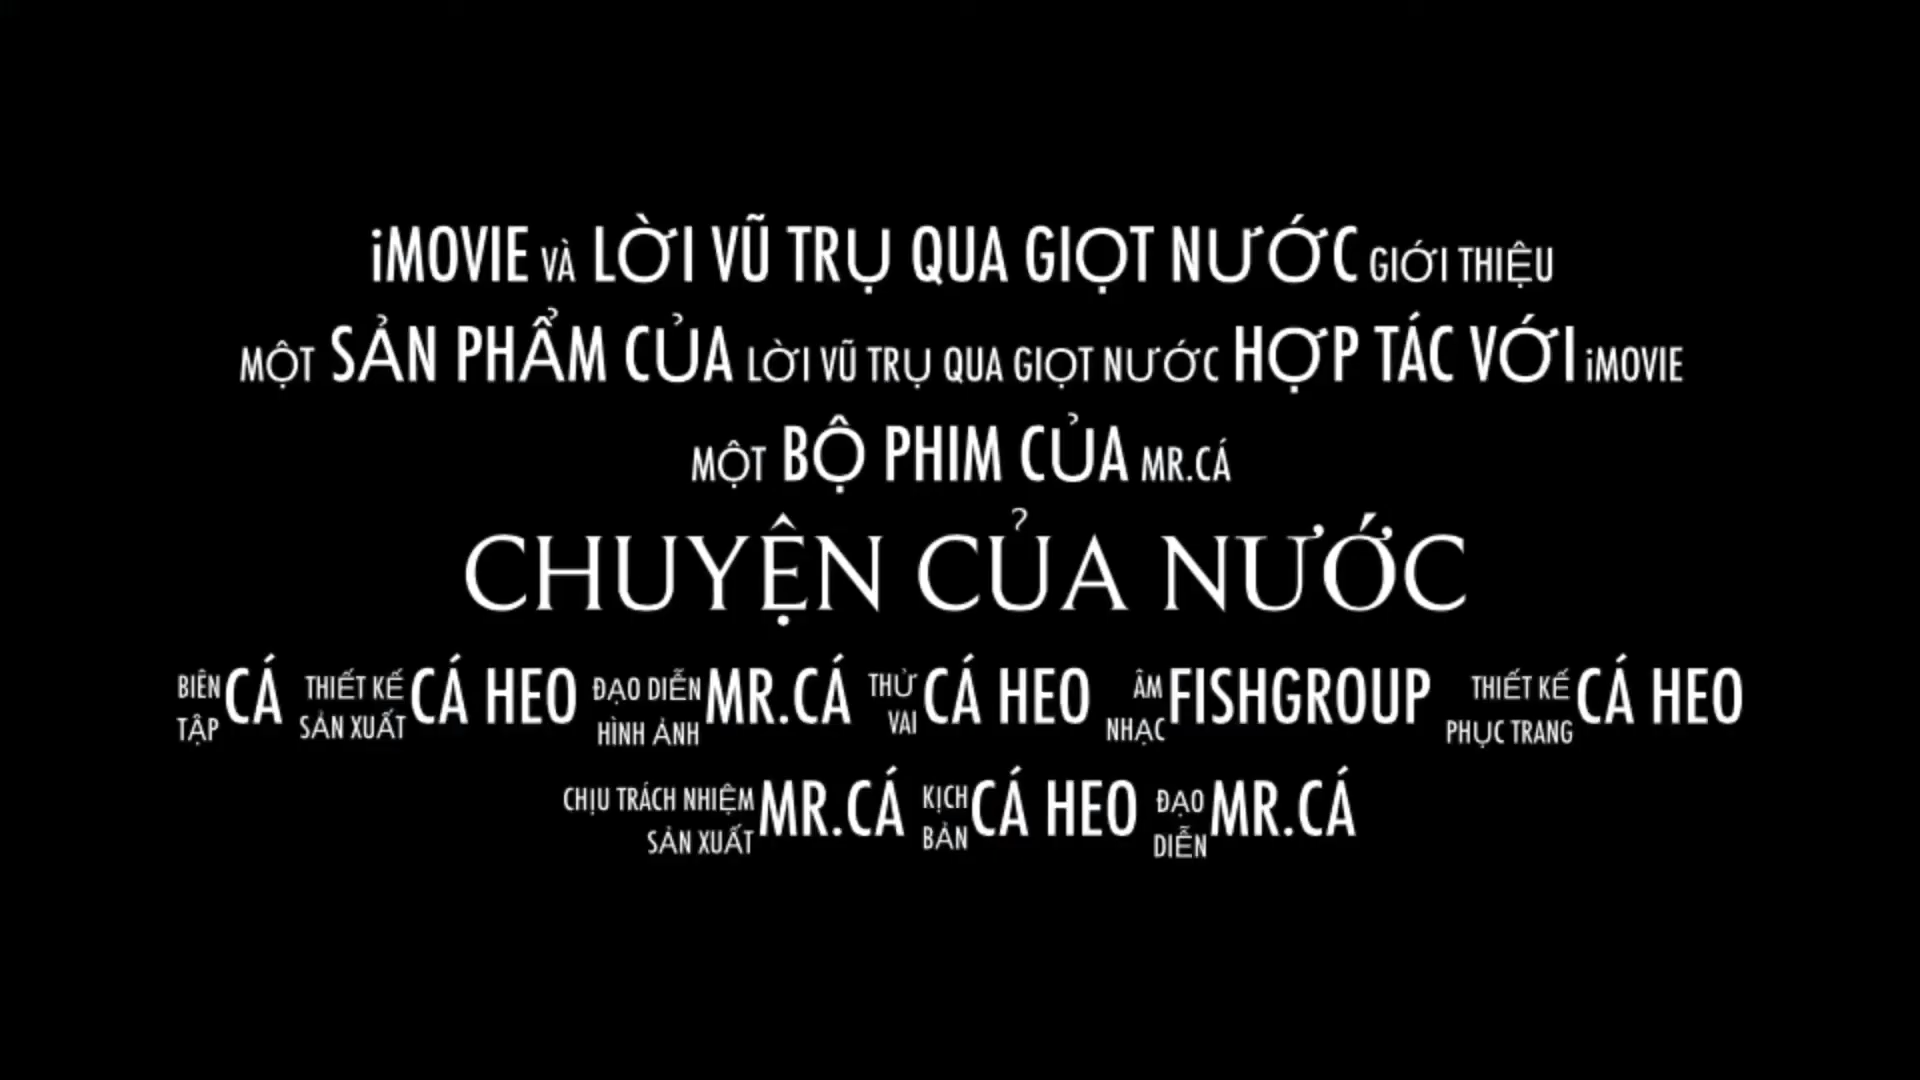 iMOVIE VÀ LỜI VŨ TRỤ QUA GIỌT NƯỚC GIỚI THIỆU
MỘT SẢN PHẨM CỦA LỜI VŨ TRỤ QUA GIỌT NƯỚC HỢP TÁC VỚI iMOVIE
MỘT BỘ PHIM CỦA MR.CÁ
CHUYỆN CỦA NƯỚC
BIÊN TẬP CÁ THIẾT KẾ SẢN XUẤT CÁ HEO ĐẠO DIỄN HÌNH ẢNH MR.CÁ THỬ VAI CÁ HEO ÂM NHẠC FISHGROUP THIẾT KẾ PHỤC TRANG CÁ HEO
CHỊU TRÁCH NHIỆM SẢN XUẤT MR.CÁ KỊCH BẢN CÁ HEO ĐẠO DIỄN MR.CÁ